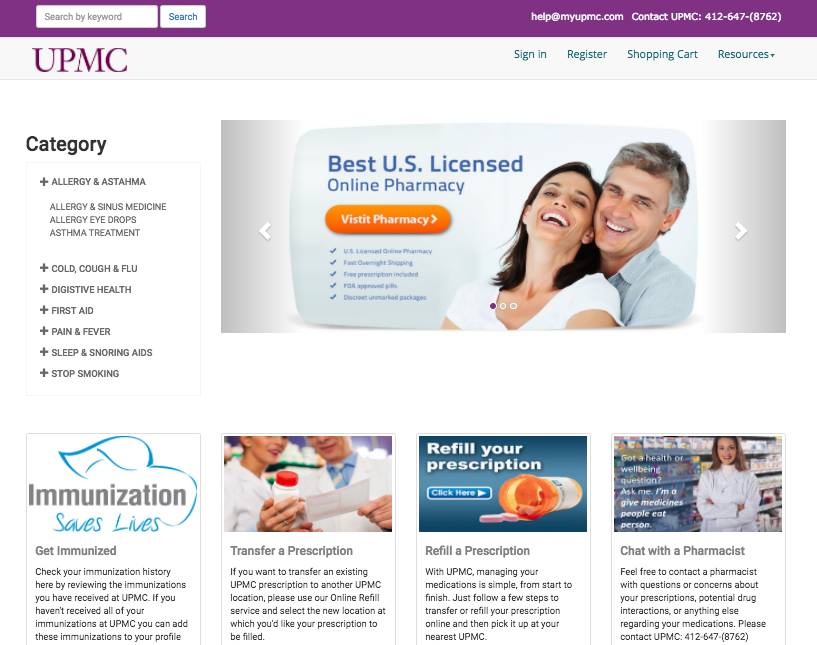 Search by keyword
Search
help@myupmc.com Contact UPMC: 412-647-(8762)
UPMC
Sign in
Register
Shopping Cart
Resources
Category
ALLERGY & ASTAHMA
ALLERGY & SINUS MEDICINE
ALLERGY EYE DROPS
ASTHMA TREATMENT
COLD, COUGH & FLU
DIGISTIVE HEALTH
FIRST AID
PAIN & FEVER
SLEEP & SNORING AIDS
STOP SMOKING
Best U.S. Licensed
Online Pharmacy
Vistit Pharmacy
U.S. Licensed Online Pharmacy
Fast Overnight Shipping
Free prescription included
FDA approved pills
Discreet unmarked packages
Immunization
Saves Lives
Get Immunized
Check your immunization history
here by reviewing the immunizations
you have received at UPMC. If you
haven't received all of your
immunizations at UPMC you can add
these immunizations to your profile
Transfer a Prescription
If you want to transfer an existing
UPMC prescription to another UPMC
location, please use our Online Refill
service and select the new location at
which you'd like your prescription to
be filled.
Refill your
prescription
Click Here
Refill a Prescription
With UPMC, managing your
medications is simple, from start to
finish. Just follow a few steps to
transfer or refill your prescription
online and then pick it up at your
nearest UPMC.
Got a health or
wellbeing
question?
Ask me. I'm a
give medicines
people eat
person.
Chat with a Pharmacist
Feel free to contact a pharmacist
with questions or concerns about
your prescriptions, potential drug
interactions, or anything else
regarding your medications. Please
contact UPMC: 412-647-(8762)